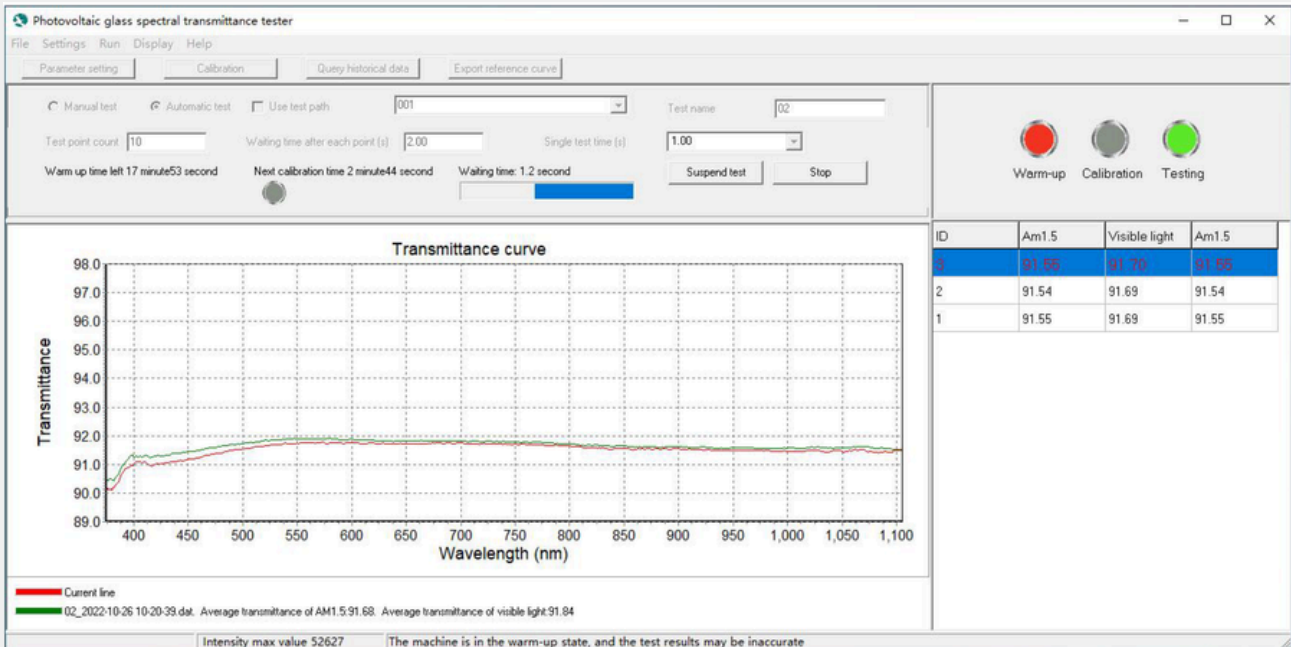 Photovoltaic glass spectral transmittance tester
File Settings Run Display Help
Parameter setting Calibration Query historical data Export reference curve
Manual test Automatic test Use test path 001 Test name 02
Test point count 10 Waiting time after each point (s) 2.00 Single test time (s) 1.00
Warm up time left 17 minute53 second Next calibration time 2 minute44 second Waiting time: 1.2 second Suspend test Stop
Warm-up Calibration Testing
Transmittance curve
98.0
97.0
96.0
95.0
94.0
93.0
92.0
91.0
90.0
89.0
Transmittance
400 450 500 550 600 650 700 750 800 850 900 950 1,000 1,050 1,100
Wavelength (nm)
ID Am1.5 Visible light Am1.5
3 91.56 91.70 91.56
2 91.54 91.69 91.54
1 91.55 91.69 91.55
Current line
02_2022-10-26 10-20-39.dat. Average transmittance of AM1.5:91.68. Average transmittance of visible light:91.84
Intensity max value 52627 The machine is in the warm-up state, and the test results may be inaccurate